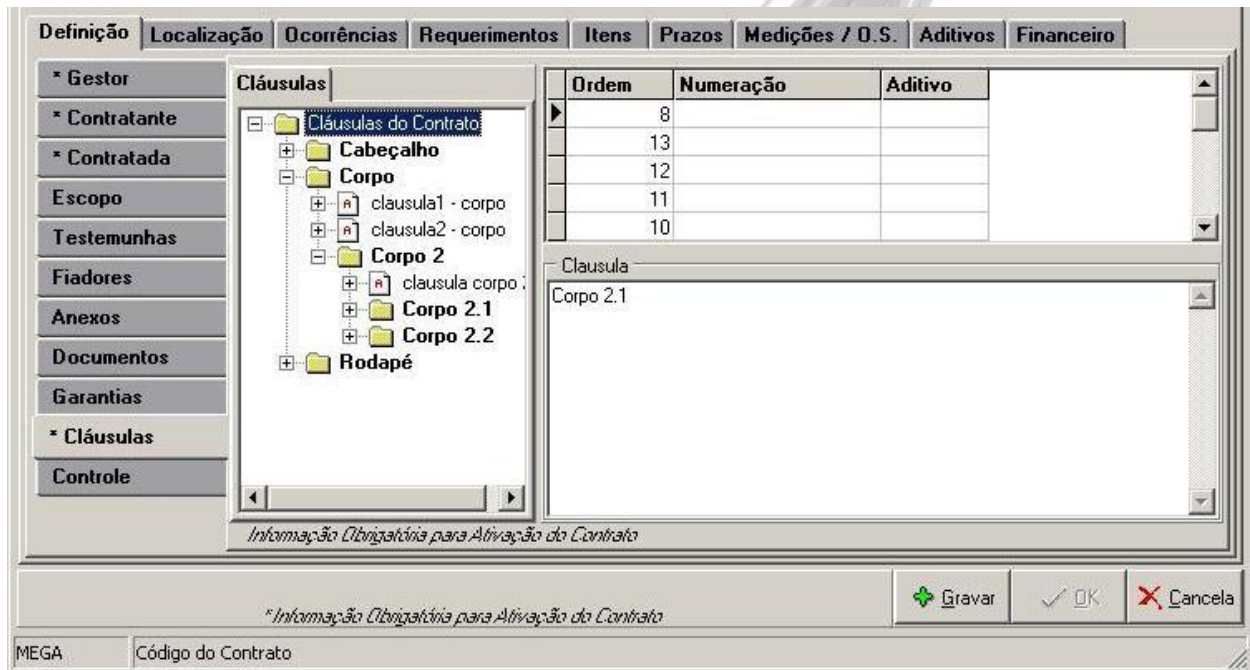 Definição Localização Ocorrências Requerimentos Itens Prazos Medições / O.S. Aditivos Financeiro
* Gestor
* Contratante
* Contratada
Escopo
Testemunhas
Fiadores
Anexos
Documentos
Garantias
* Cláusulas
Controle
Cláusulas
Cláusulas do Contrato
Cabeçalho
Corpo
clausula1 - corpo
clausula2 - corpo
Corpo 2
clausula corpo
Corpo 2.1
Corpo 2.2
Rodapé
Ordem Numeração Aditivo
8
13
12
11
10
Clausula
Corpo 2.1
Informação Obrigatória para Ativação do Contrato
* Informação Obrigatória para Ativação do Contrato
Gravar OK Cancela
MEGA Código do Contrato